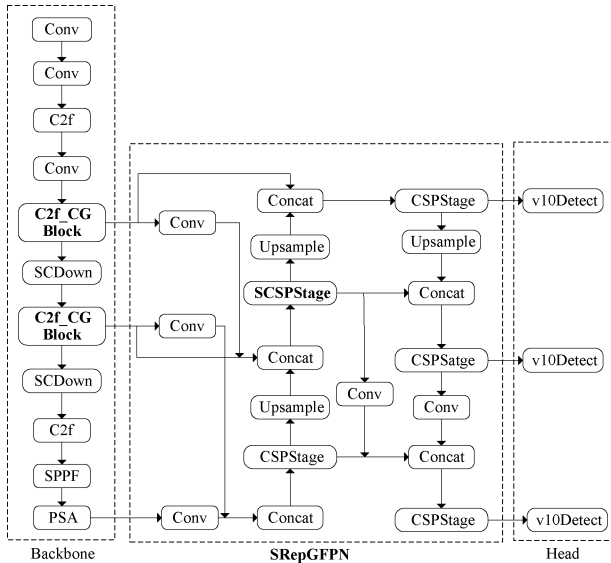 Conv
Conv
C2f
Conv
C2f_CG
Block
SCDown
C2f_CG
Block
SCDown
C2f
SPPF
PSA
Backbone
Conv
Conv
Conv
Concat
Upsample
SCSPStage
Concat
Upsample
CSPStage
Concat
Conv
CSPStage
Upsample
Concat
CSPSatge
Conv
Concat
CSPStage
SRepGFPN
v10Detect
v10Detect
v10Detect
Head